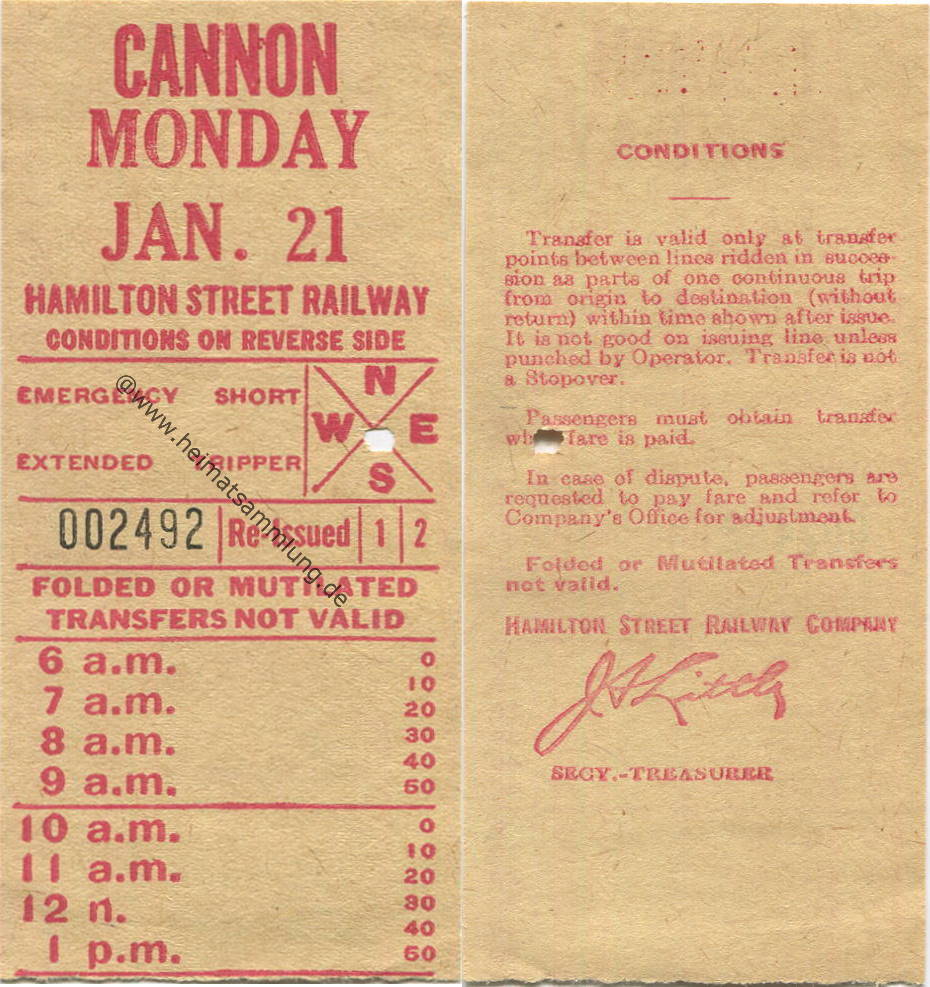 CANNON
MONDAY
JAN. 21
HAMILTON STREET RAILWAY
CONDITIONS ON REVERSE SIDE
EMERGENCY SHORT
EXTENDED TRIPPER
N
W E
S
002492 Re-Issued 1 2
FOLDED OR MUTILATED
TRANSFERS NOT VALID
6 a.m. 0
10
7 a.m. 20
8 a.m. 30
40
9 a.m. 50
10 a.m. 0
10
11 a.m. 20
12 n. 30
40
1 p.m. 50
@www.heimatsammlung.de
CONDITIONS
Transfer is valid only at transfer
points between lines ridden in succes-
sion as parts of one continuous trip
from origin to destination (without
return) within time shown after issue.
It is not good on issuing line unless
punched by Operator. Transfer is not
a Stopover.
Passengers must obtain transfer
wh fare is paid.
In case of dispute, passengers are
requested to pay fare and refer to
Company's Office for adjustment.
Folded or Mutilated Transfers
not valid.
HAMILTON STREET RAILWAY COMPANY
SECY.-TREASURER